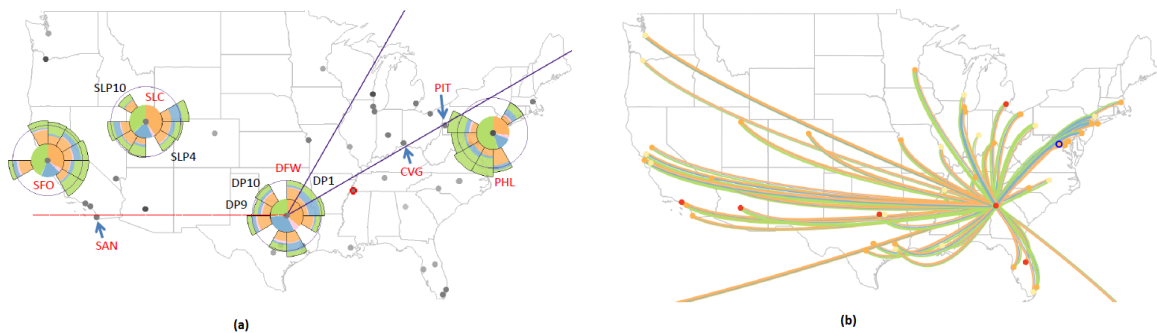 SLP10
SLC
PIT
SLP4
DFW
DP10
DP1
CVG
PHL
SFO
DP9
SAN
(a)
(b)